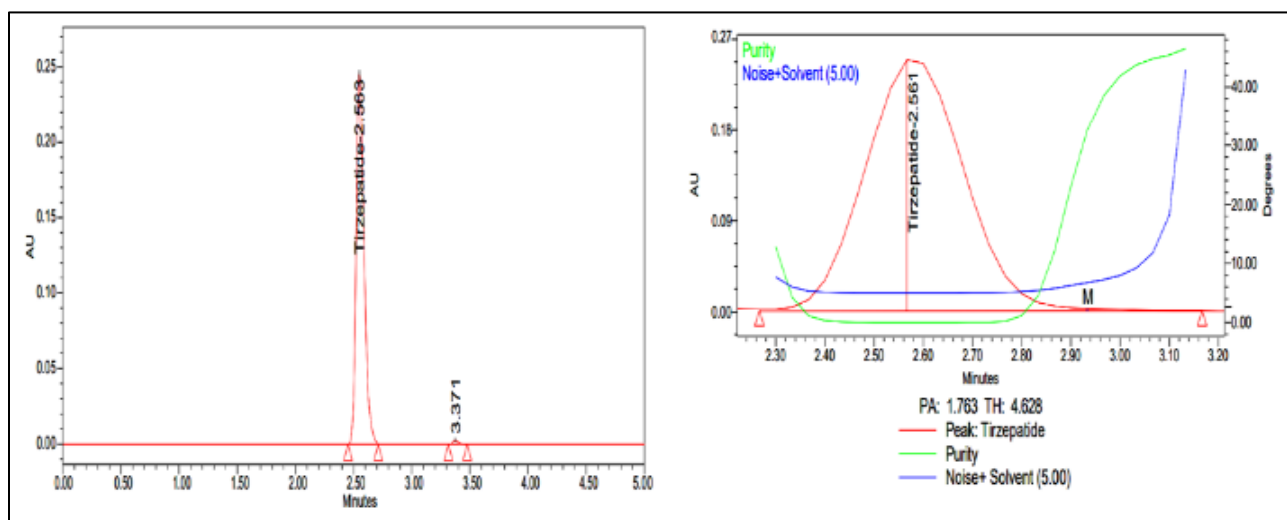 0.25
0.20
0.15
0.10
0.05
0.00
AU
Tirzepatide-2.563
3.371
0.00 0.50 1.00 1.50 2.00 2.50 3.00 3.50 4.00 4.50 5.00
Minutes
Purity
Noise+Solvent (5.00)
0.27
0.18
0.09
0.00
AU
Tirzepatide-2.561
M
40.00
30.00
20.00
10.00
0.00
Degrees
2.30 2.40 2.50 2.60 2.70 2.80 2.90 3.00 3.10 3.20
Minutes
PA: 1.763 TH: 4.628
Peak: Tirzepatide
Purity
Noise+ Solvent (5.00)